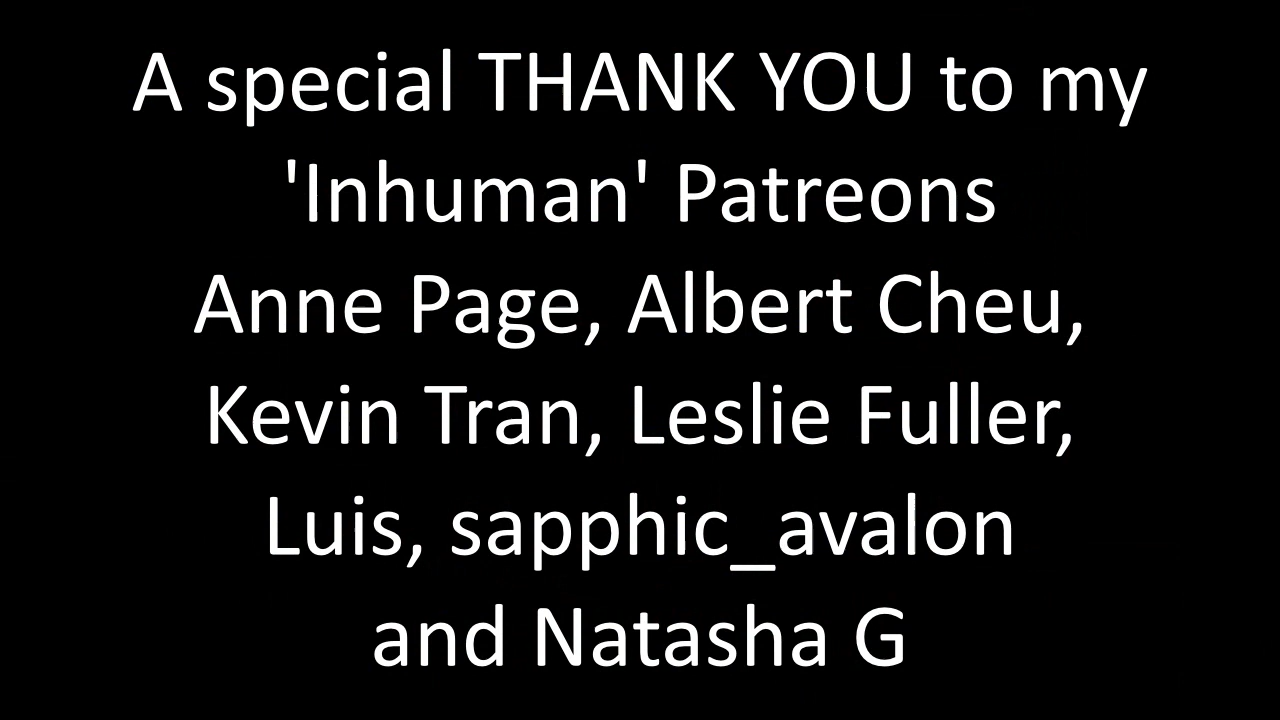 A special THANK YOU to my
'Inhuman' Patreons
Anne Page, Albert Cheu,
Kevin Tran, Leslie Fuller,
Luis, sapphic_avalon
and Natasha G